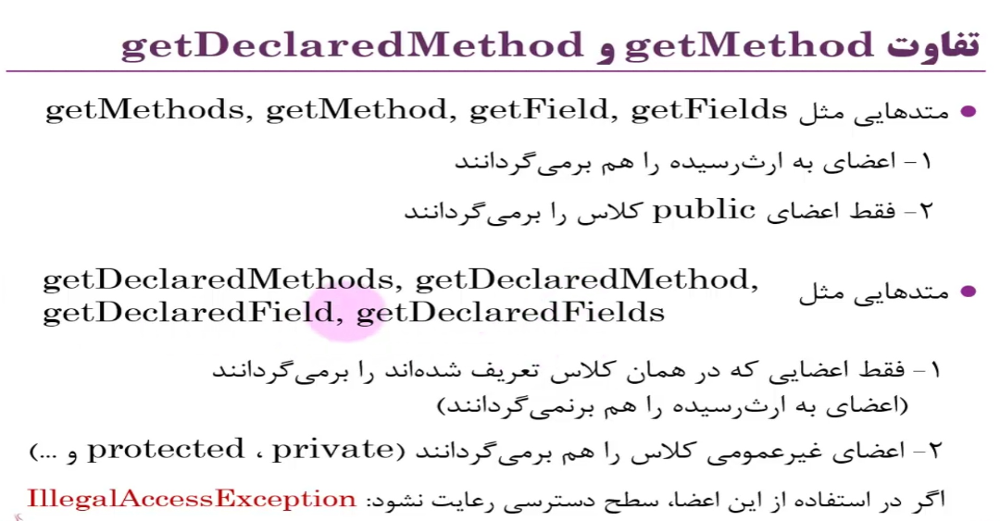 تفاوت getMethod و getDeclaredMethod
• متدهایی مثل getMethods, getMethod, getField, getFields
۱- اعضای به ارث‌رسیده را هم برمی‌گردانند
۲- فقط اعضای public کلاس را برمی‌گردانند
• متدهایی مثل getDeclaredMethods, getDeclaredMethod,
getDeclaredField, getDeclaredFields
۱- فقط اعضایی که در همان کلاس تعریف شده‌اند را برمی‌گردانند
(اعضای به ارث‌رسیده را هم برنمی‌گردانند)
۲- اعضای غیرعمومی کلاس را هم برمی‌گردانند (private ، protected و ...)
اگر در استفاده از این اعضا، سطح دسترسی رعایت نشود: IllegalAccessException